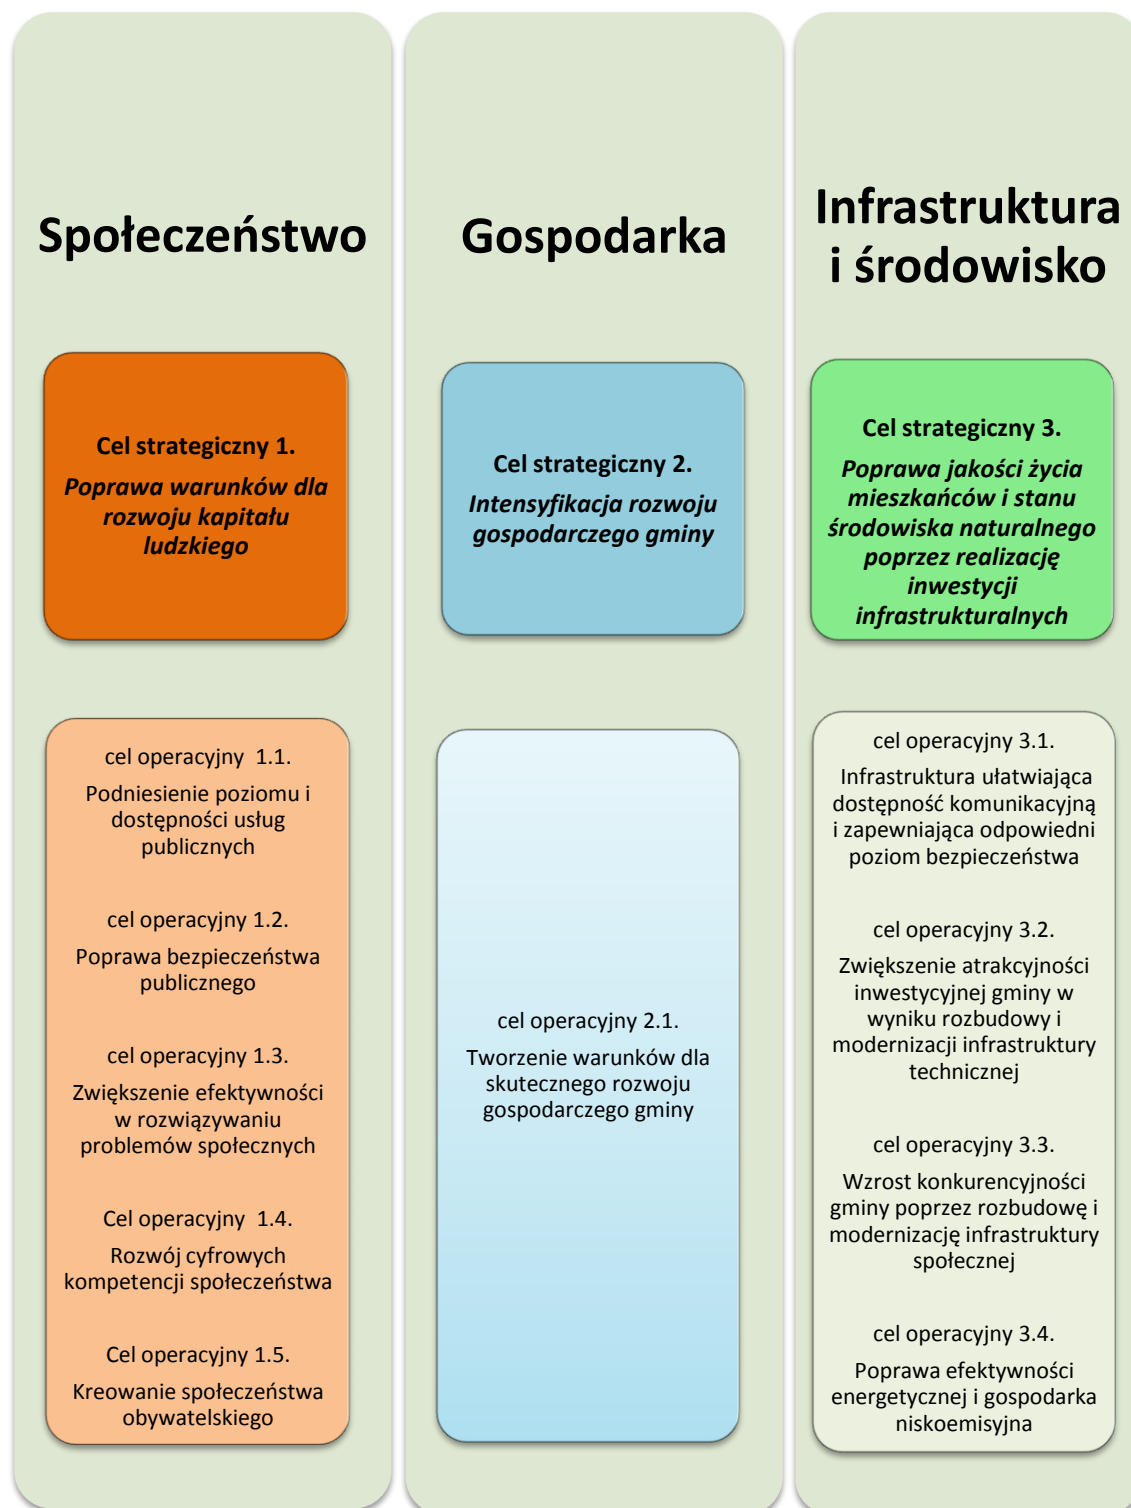 Społeczeństwo
Cel strategiczny 1.
Poprawa warunków dla
rozwoju kapitału
ludzkiego
cel operacyjny  1.1.
Podniesienie poziomu i
dostępności usług
publicznych
cel operacyjny 1.2.
Poprawa bezpieczeństwa
publicznego
cel operacyjny 1.3.
Zwiększenie efektywności
w rozwiązywaniu
problemów społecznych
Cel operacyjny  1.4.
Rozwój cyfrowych
kompetencji społeczeństwa
Cel operacyjny 1.5.
Kreowanie społeczeństwa
obywatelskiego
Gospodarka
Cel strategiczny 2.
Intensyfikacja rozwoju
gospodarczego gminy
cel operacyjny 2.1.
Tworzenie warunków dla
skutecznego rozwoju
gospodarczego gminy
Infrastruktura
i środowisko
Cel strategiczny 3.
Poprawa jakości życia
mieszkańców i stanu
środowiska naturalnego
poprzez realizację
inwestycji
infrastrukturalnych
cel operacyjny 3.1.
Infrastruktura ułatwiająca
dostępność komunikacyjną
i zapewniająca odpowiedni
poziom bezpieczeństwa
cel operacyjny 3.2.
Zwiększenie atrakcyjności
inwestycyjnej gminy w
wyniku rozbudowy i
modernizacji infrastruktury
technicznej
cel operacyjny 3.3.
Wzrost konkurencyjności
gminy poprzez rozbudowę i
modernizację infrastruktury
społecznej
cel operacyjny 3.4.
Poprawa efektywności
energetycznej i gospodarka
niskoemisyjna